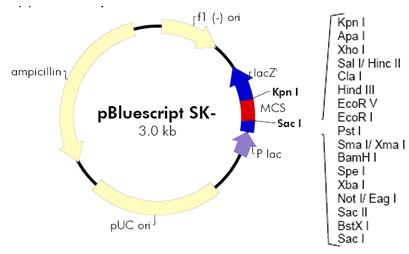 f1 (-) ori
ampicillin
lacZ'
Kpn I
MCS
Sac I
P lac
pBluescript SK-
3.0 kb
pUC ori
Kpn I
Apa I
Xho I
Sal I/ Hinc II
Cla I
Hind III
EcoR V
EcoR I
Pst I
Sma I/ Xma I
BamH I
Spe I
Xba I
Not I/ Eag I
Sac II
BstX I
Sac I